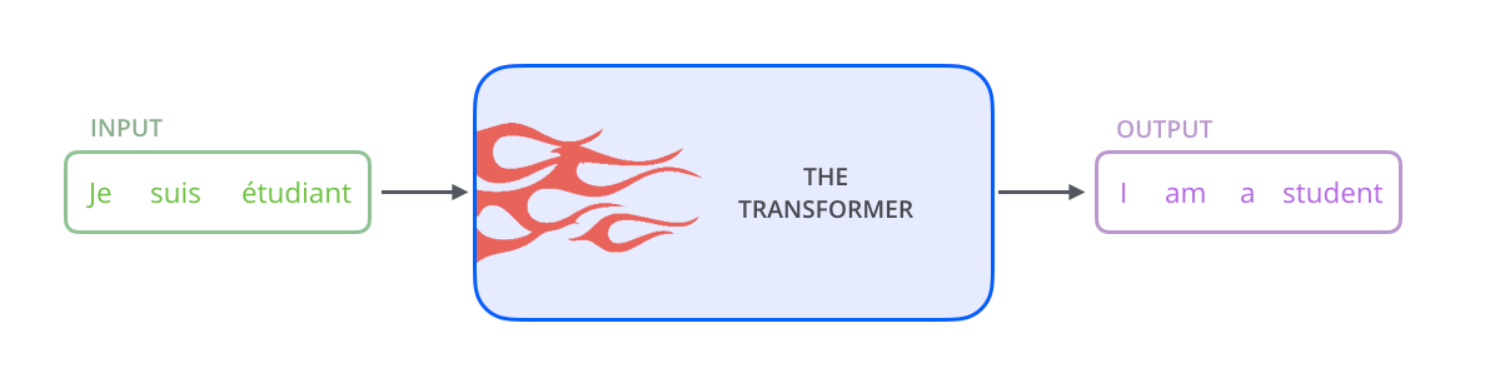 INPUT
Je suis étudiant
THE
TRANSFORMER
OUTPUT
I am a student